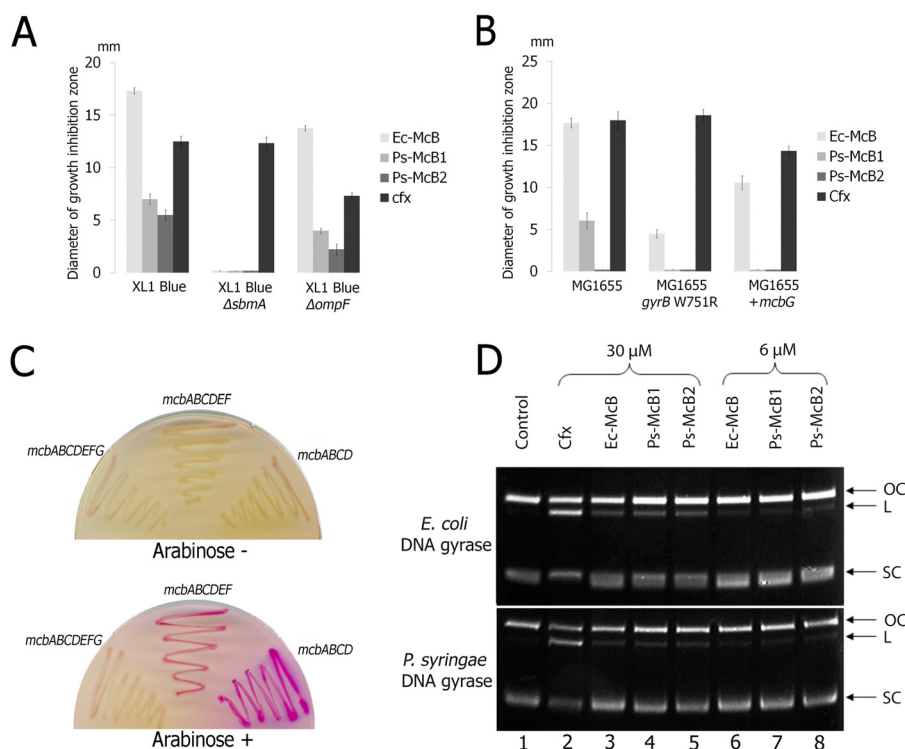 A
mm
Diameter of growth inhibition zone
20
15
10
5
0
XL1 Blue
XL1 Blue
ΔsbmA
XL1 Blue
ΔompF
Ec-McB
Ps-McB1
Ps-McB2
cfx
B
mm
Diameter of growth inhibition zone
25
20
15
10
5
0
MG1655
MG1655
gyrB W751R
MG1655
+mcbG
Ec-McB
Ps-McB1
Ps-McB2
Cfx
C
mcbABCDEF
mcbABCDEFG
mcbABCD
Arabinose -
mcbABCDEF
mcbABCDEFG
mcbABCD
Arabinose +
D
30 μM
6 μM
Control
Cfx
Ec-McB
Ps-McB1
Ps-McB2
Ec-McB
Ps-McB1
Ps-McB2
E. coli
DNA gyrase
OC
L
SC
P. syringae
DNA gyrase
OC
L
SC
1 2 3 4 5 6 7 8